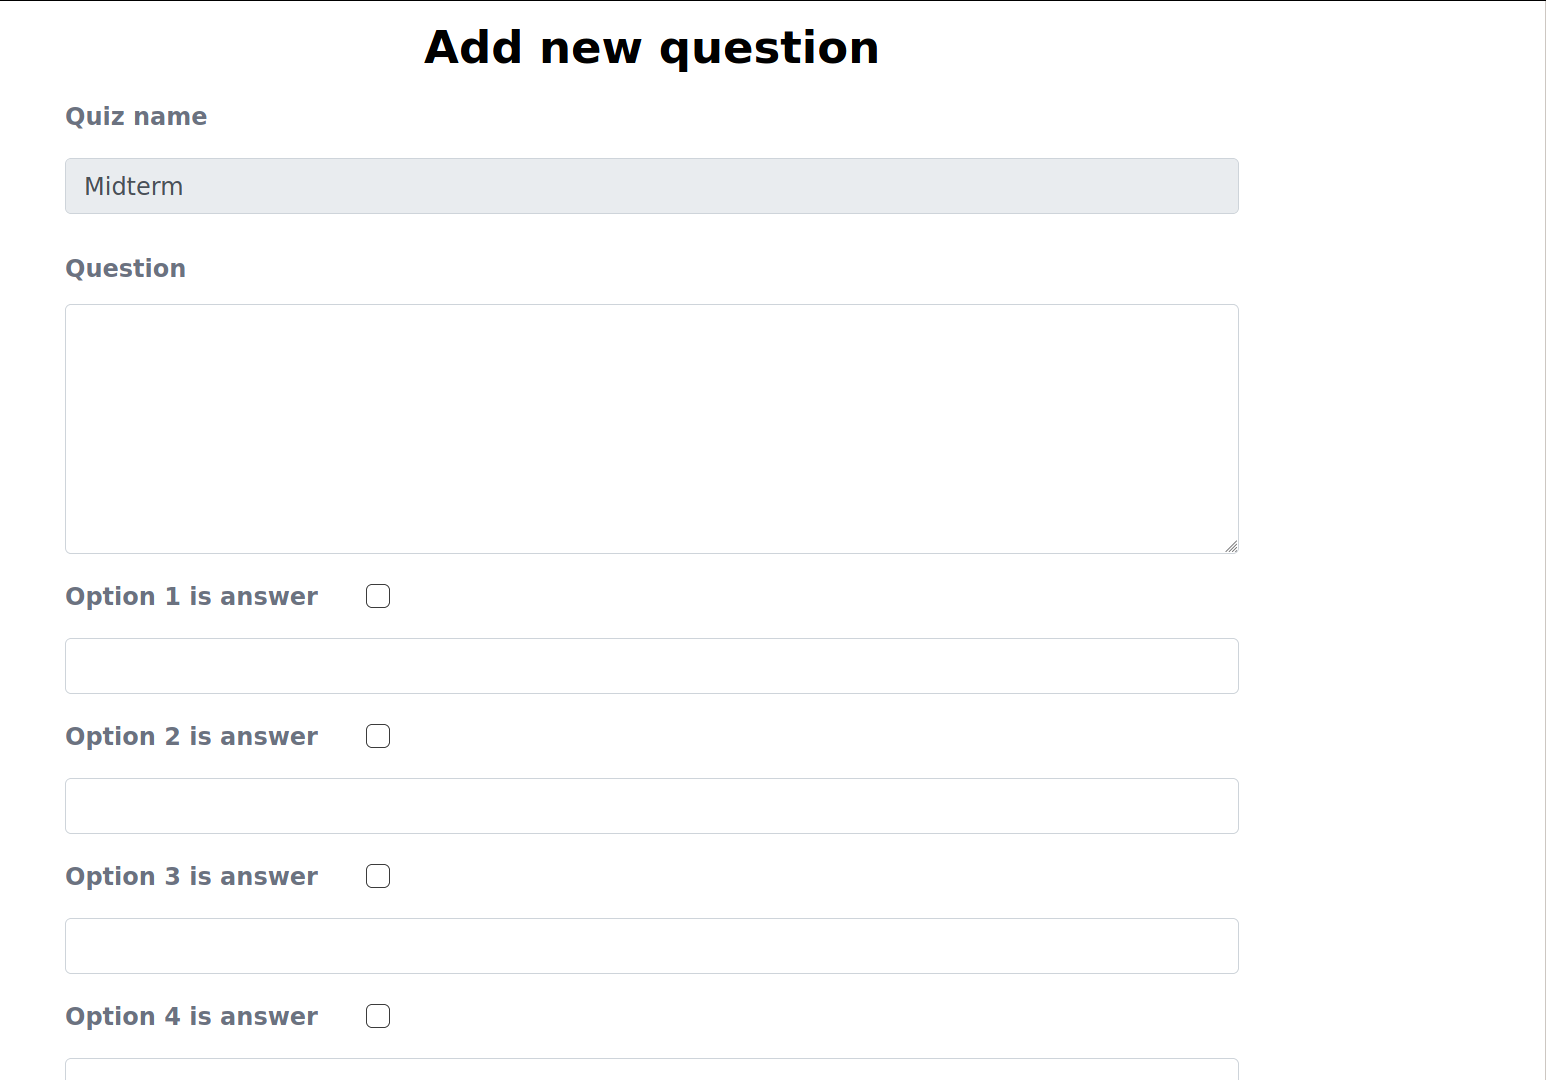 Add new question
Quiz name
Midterm
Question
Option 1 is answer
Option 2 is answer
Option 3 is answer
Option 4 is answer